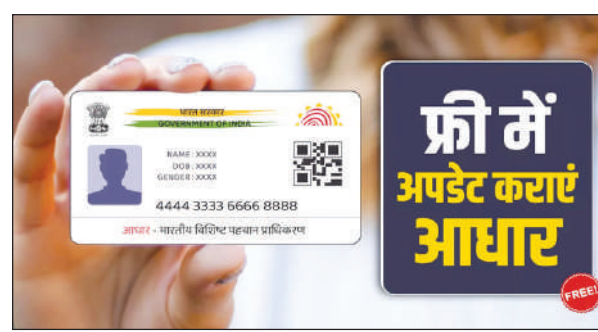 भारत सरकार
GOVERNMENT OF INDIA
NAME : XXXX
DOB : XXXX
GENDER : XXXX
4444 3333 6666 8888
आधार - भारतीय विशिष्ट पहचान प्राधिकरण
फ्री में
अपडेट कराएं
आधार
FREE!